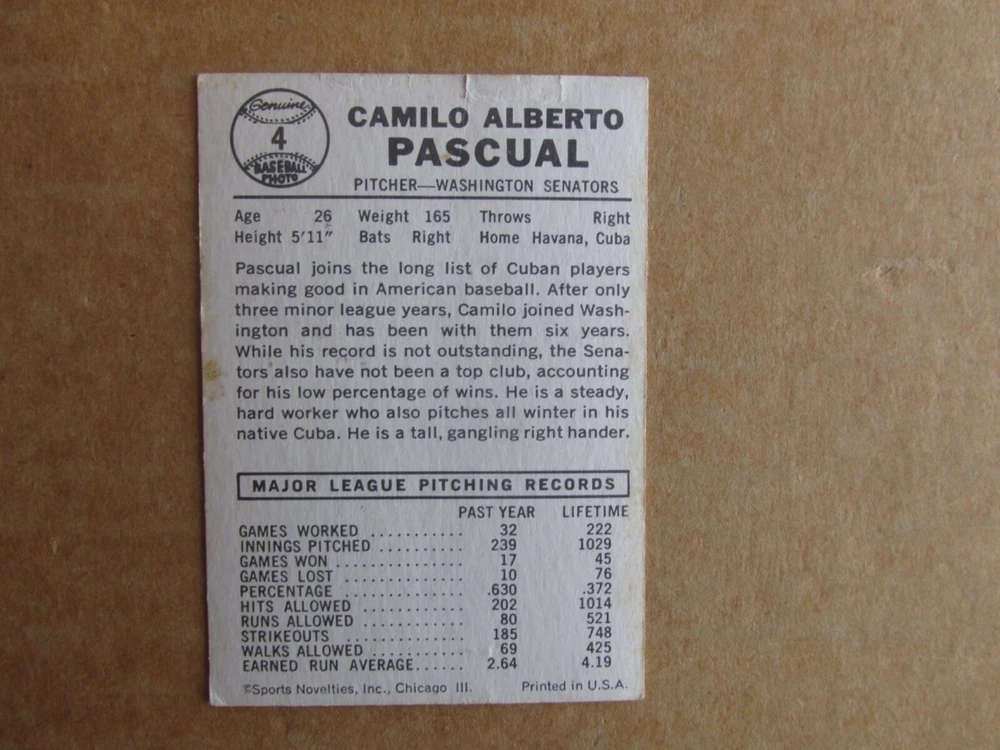 Genuine
4
BASEBALL
PHOTO
CAMILO ALBERTO
PASCUAL
PITCHER—WASHINGTON SENATORS
Age 26 Weight 165 Throws Right
Height 5'11" Bats Right Home Havana, Cuba
Pascual joins the long list of Cuban players
making good in American baseball. After only
three minor league years, Camilo joined Wash-
ington and has been with them six years.
While his record is not outstanding, the Sena-
tors also have not been a top club, accounting
for his low percentage of wins. He is a steady,
hard worker who also pitches all winter in his
native Cuba. He is a tall, gangling right hander.
MAJOR LEAGUE PITCHING RECORDS
PAST YEAR LIFETIME
GAMES WORKED ........... 32 222
INNINGS PITCHED .......... 239 1029
GAMES WON ............... 17 45
GAMES LOST .............. 10 76
PERCENTAGE .............. .630 .372
HITS ALLOWED ............ 202 1014
RUNS ALLOWED ............ 80 521
STRIKEOUTS .............. 185 748
WALKS ALLOWED ........... 69 425
EARNED RUN AVERAGE...... 2.64 4.19
©Sports Novelties, Inc., Chicago Ill. Printed in U.S.A.